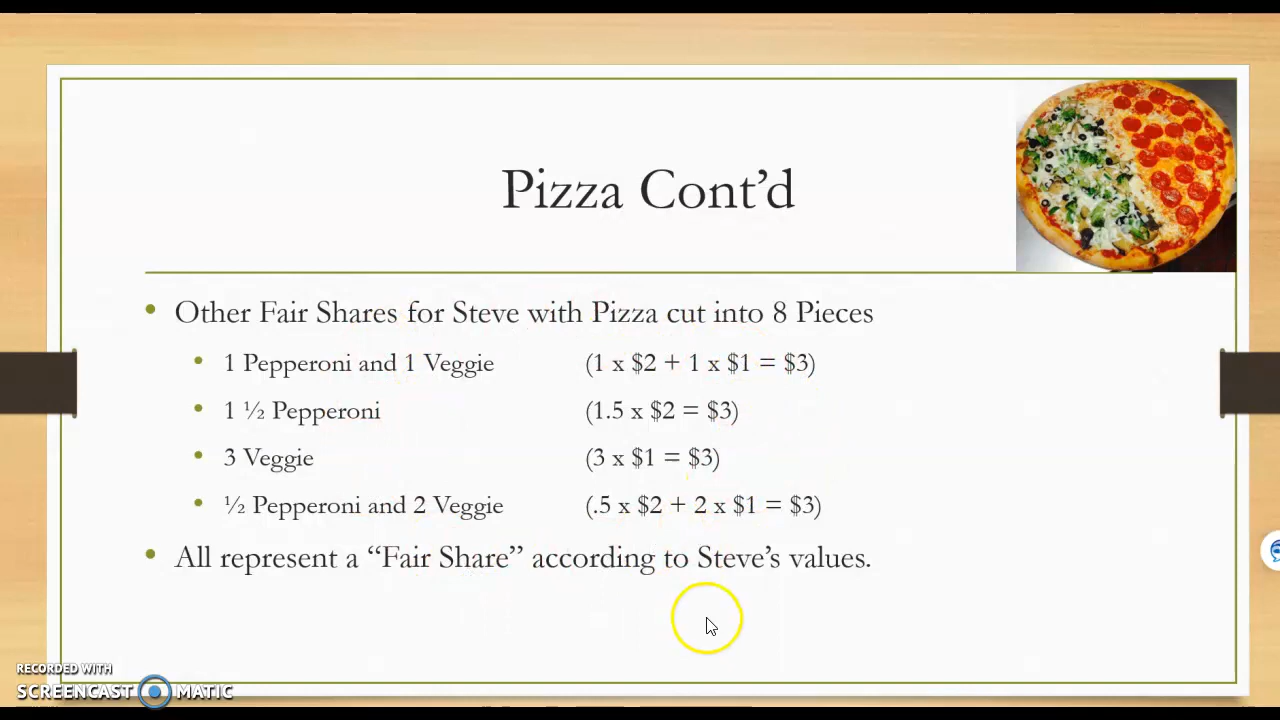 Pizza Cont’d
Other Fair Shares for Steve with Pizza cut into 8 Pieces
1 Pepperoni and 1 Veggie (1 x $2 + 1 x $1 = $3)
1 ½ Pepperoni (1.5 x $2 = $3)
3 Veggie (3 x $1 = $3)
½ Pepperoni and 2 Veggie (.5 x $2 + 2 x $1 = $3)
All represent a “Fair Share” according to Steve’s values.
RECORDED WITH
SCREENCAST MATIC